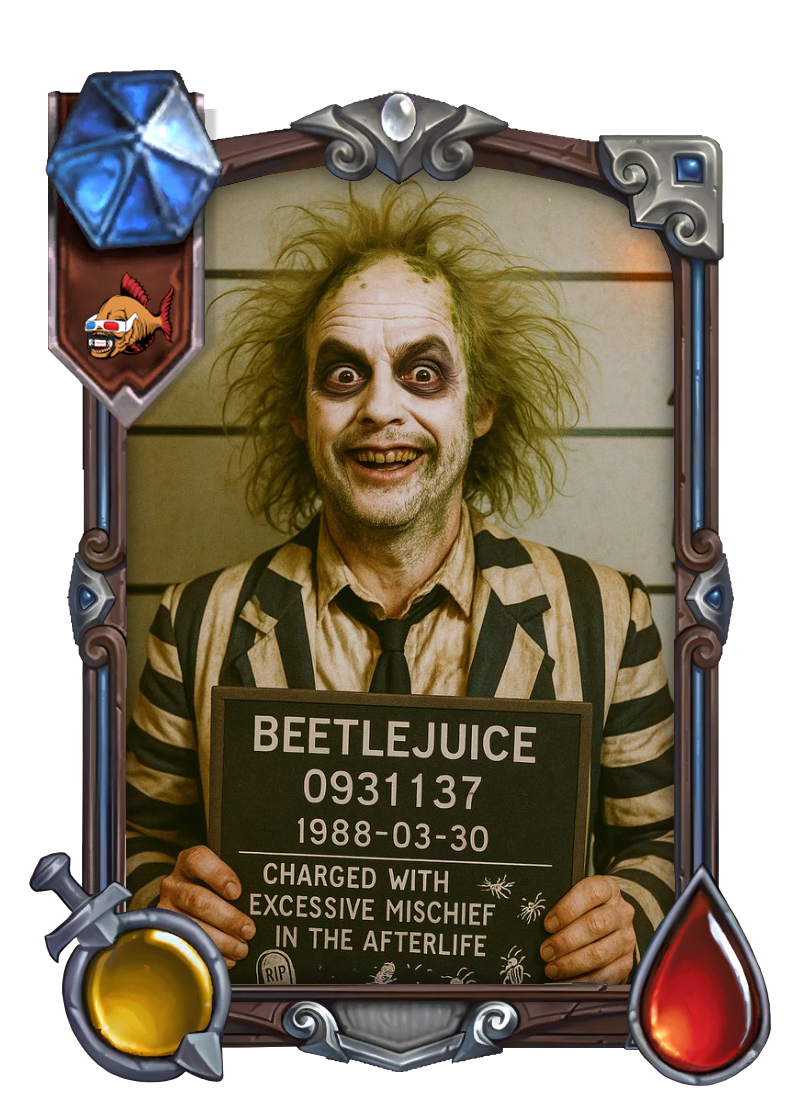 BEETLEJUICE
0931137
1988-03-30
CHARGED WITH
EXCESSIVE MISCHIEF
IN THE AFTERLIFE
RIP